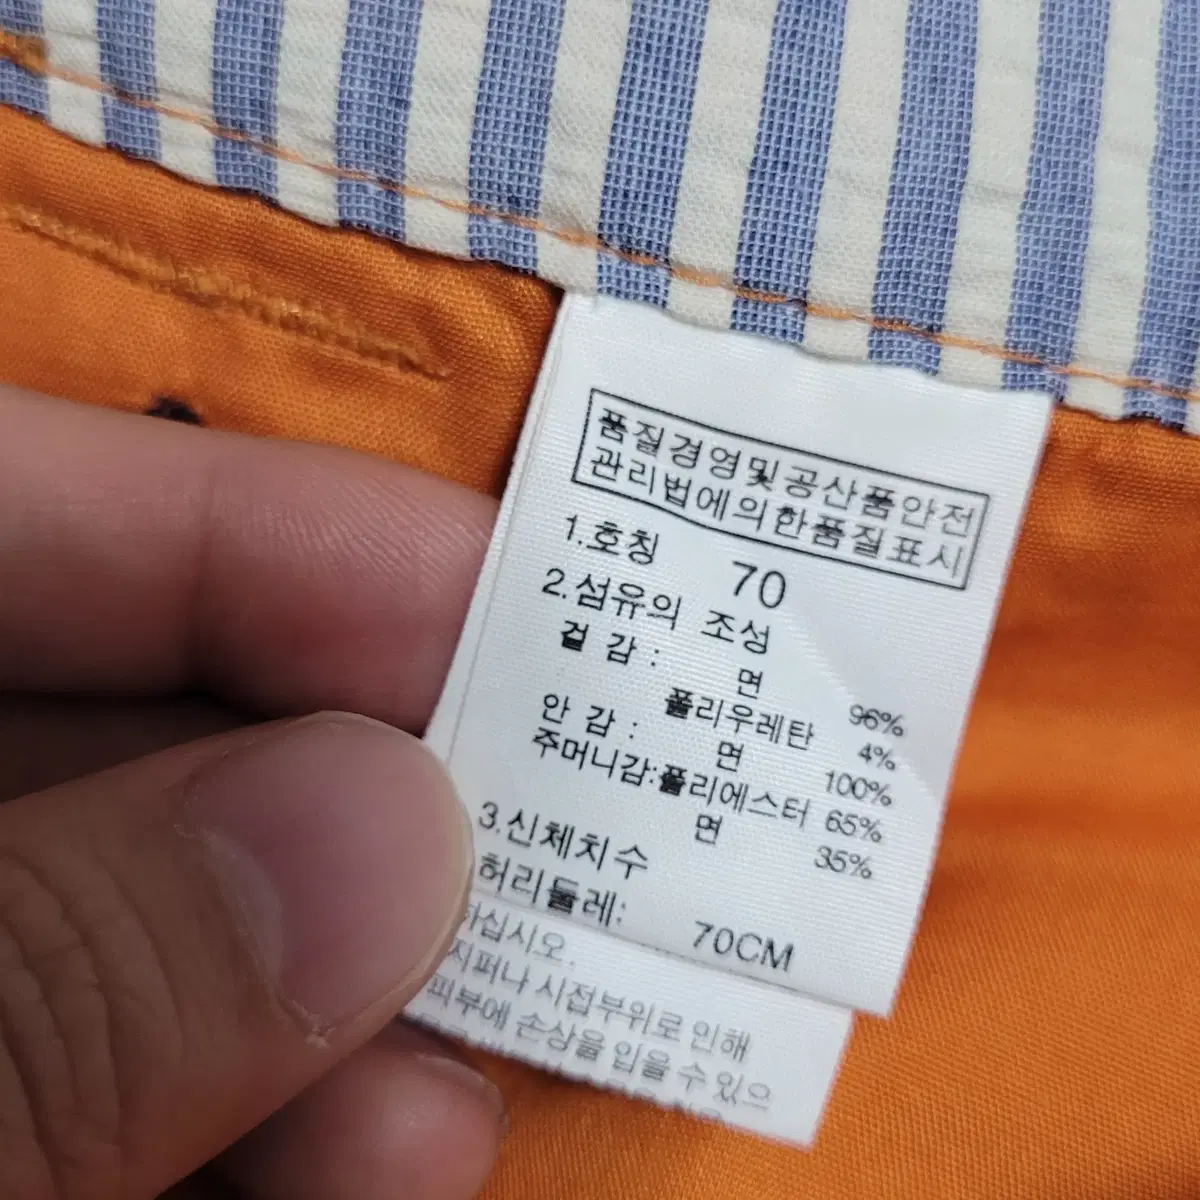 품질경영및공산품안전
관리법에의한품질표시
1.호칭 70
2.섬유의 조성
겉 감 : 면 96%
폴리우레탄 4%
안 감 : 면 100%
주머니감:폴리에스터 65%
면 35%
3.신체치수
허리둘레: 70CM
하십시오.
지퍼나 시접부위로 인해
피부에 손상을 입을 수 있으